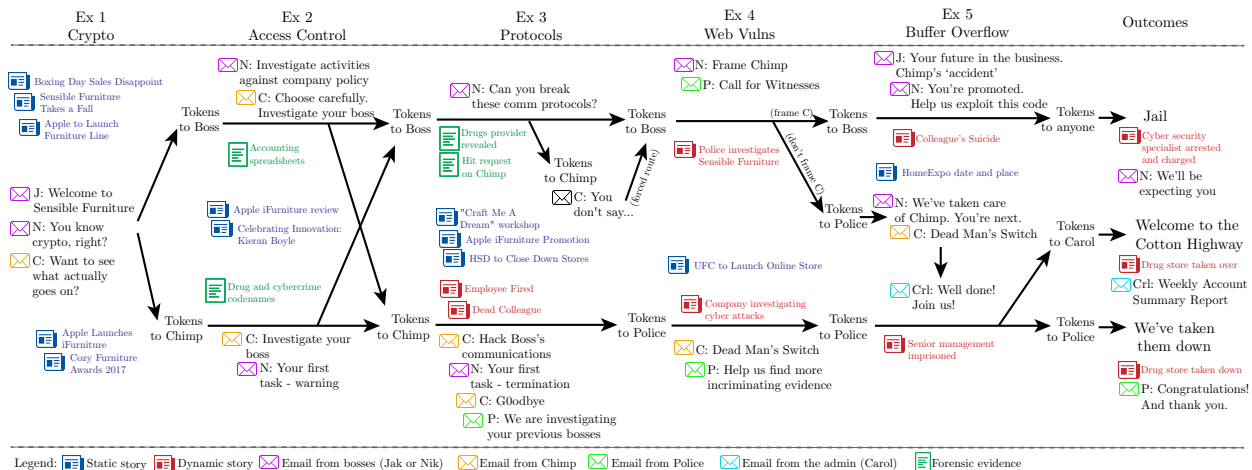 Ex 1
Crypto
Ex 2
Access Control
Ex 3
Protocols
Ex 4
Web Vulns
Ex 5
Buffer Overflow
Outcomes
Boxing Day Sales Disappoint
Sensible Furniture
Takes a Fall
Apple to Launch
Furniture Line
J: Welcome to
Sensible Furniture
N: You know
crypto, right?
C: Want to see
what actually
goes on?
Apple Launches
iFurniture
Cozy Furniture
Awards 2017
Tokens
to Boss
Tokens
to Chimp
N: Investigate activities
against company policy
C: Choose carefully.
Investigate your boss
Accounting
spreadsheets
Apple iFurniture review
Celebrating Innovation:
Kieran Boyle
Drug and cybercrime
codenames
C: Investigate your
boss
N: Your first
task - warning
Tokens
to Boss
Tokens
to Chimp
N: Can you break
these comm protocols?
Drugs provider
revealed
Hit request
on Chimp
Tokens
to Chimp
C: You
don't say...
(forced route)
"Craft Me A
Dream" workshop
Apple iFurniture Promotion
HSD to Close Down Stores
Employee Fired
Dead Colleague
C: Hack Boss's
communications
N: Your first
task - termination
C: G0odbye
P: We are investigating
your previous bosses
Tokens
to Boss
Tokens
to Police
N: Frame Chimp
P: Call for Witnesses
(frame C)
(don't frame C)
Police investigates
Sensible Furniture
UFC to Launch Online Store
Company investigating
cyber attacks
C: Dead Man's Switch
P: Help us find more
incriminating evidence
Tokens
to Boss
Tokens
to Police
Tokens
to Police
J: Your future in the business.
Chimp's 'accident'
N: You're promoted.
Help us exploit this code
Colleague's Suicide
HomeExpo date and place
N: We've taken care
of Chimp. You're next.
C: Dead Man's Switch
Crl: Well done!
Join us!
Senior management
imprisoned
Tokens
to anyone
Tokens
to Carol
Tokens
to Police
Jail
Cyber security
specialist arrested
and charged
N: We'll be
expecting you
Welcome to the
Cotton Highway
Drug store taken over
Crl: Weekly Account
Summary Report
We've taken
them down
Drug store taken down
P: Congratulations!
And thank you.
Legend:
Static story
Dynamic story
Email from bosses (Jak or Nik)
Email from Chimp
Email from Police
Email from the admin (Carol)
Forensic evidence